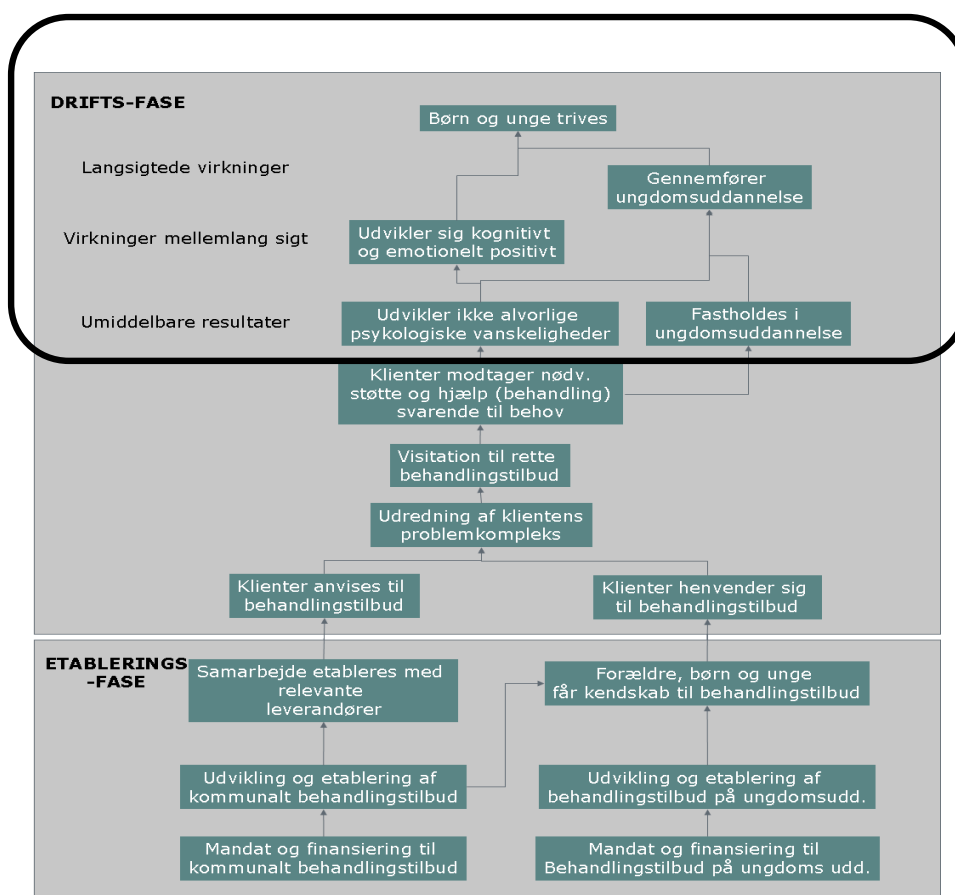 DRIFTS-FASE
Børn og unge trives
Langsigtede virkninger
Gennemfører
ungdomsuddannelse
Virkninger mellemlang sigt
Udvikler sig kognitivt
og emotionelt positivt
Umiddelbare resultater
Udvikler ikke alvorlige
psykologiske vanskeligheder
Fastholdes i
ungdomsuddannelse
Klienter modtager nødv.
støtte og hjælp (behandling)
svarende til behov
Visitation til rette
behandlingstilbud
Udredning af klientens
problemkompleks
Klienter anvises til
behandlingstilbud
Klienter henvender sig
til behandlingstilbud
ETABLERINGS
-FASE
Samarbejde etableres med
relevante
leverandører
Forældre, børn og unge
får kendskab til behandlingstilbud
Udvikling og etablering af
kommunalt behandlingstilbud
Udvikling og etablering af
behandlingstilbud på ungdomsudd.
Mandat og finansiering til
kommunalt behandlingstilbud
Mandat og finansiering til
Behandlingstilbud på ungdoms udd.